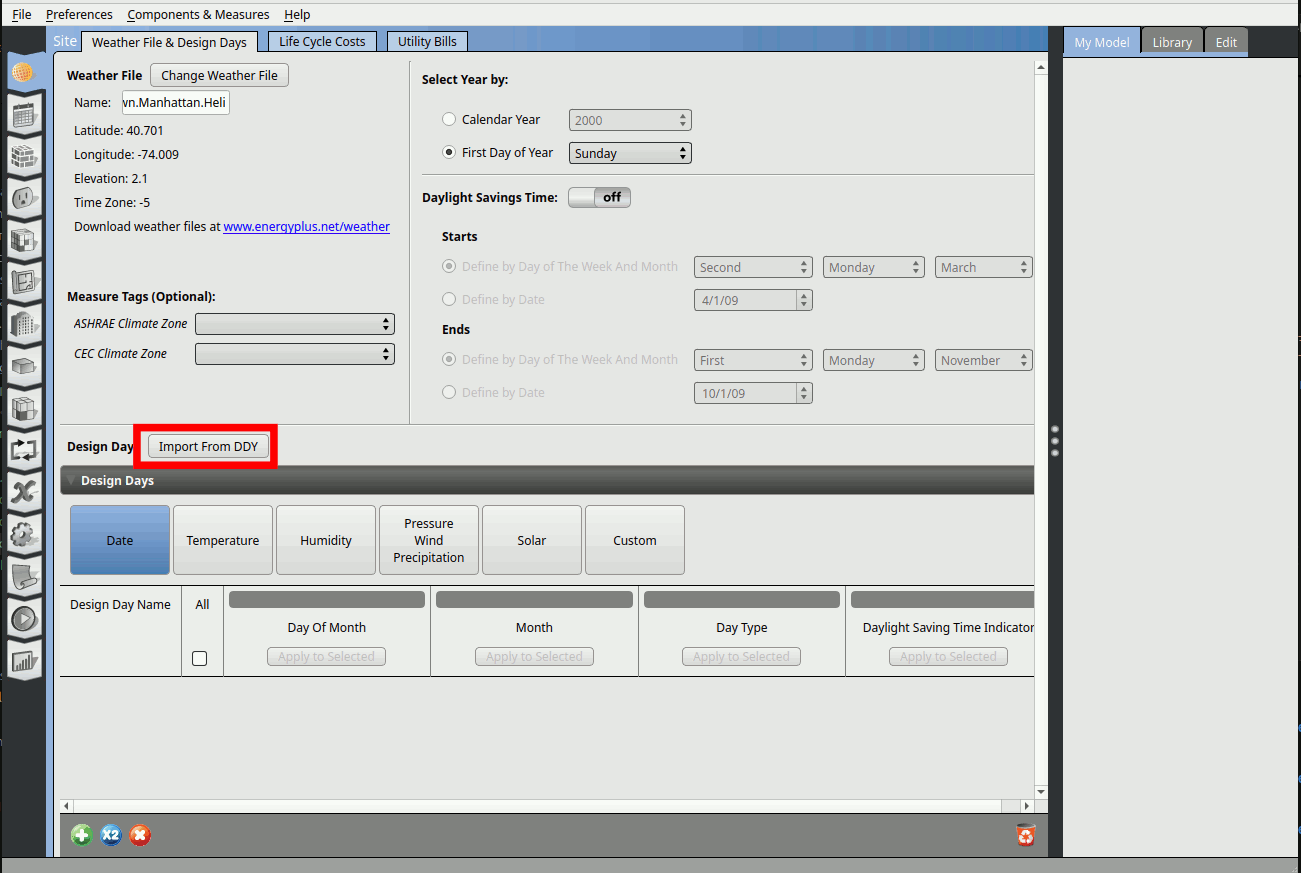 File Preferences Components & Measures Help
Site Weather File & Design Days Life Cycle Costs Utility Bills
My Model Library Edit
Weather File Change Weather File
Name: vn.Manhattan.Heli
Latitude: 40.701
Longitude: -74.009
Elevation: 2.1
Time Zone: -5
Download weather files at www.energyplus.net/weather
Measure Tags (Optional):
ASHRAE Climate Zone
CEC Climate Zone
Select Year by:
Calendar Year 2000
First Day of Year Sunday
Daylight Savings Time: off
Starts
Define by Day of The Week And Month Second Monday March
Define by Date 4/1/09
Ends
Define by Day of The Week And Month First Monday November
Define by Date 10/1/09
Design Day Import From DDY
Design Days
Date Temperature Humidity Pressure Wind Precipitation Solar Custom
Design Day Name All Day Of Month Month Day Type Daylight Saving Time Indicator
Apply to Selected Apply to Selected Apply to Selected Apply to Selected
X2